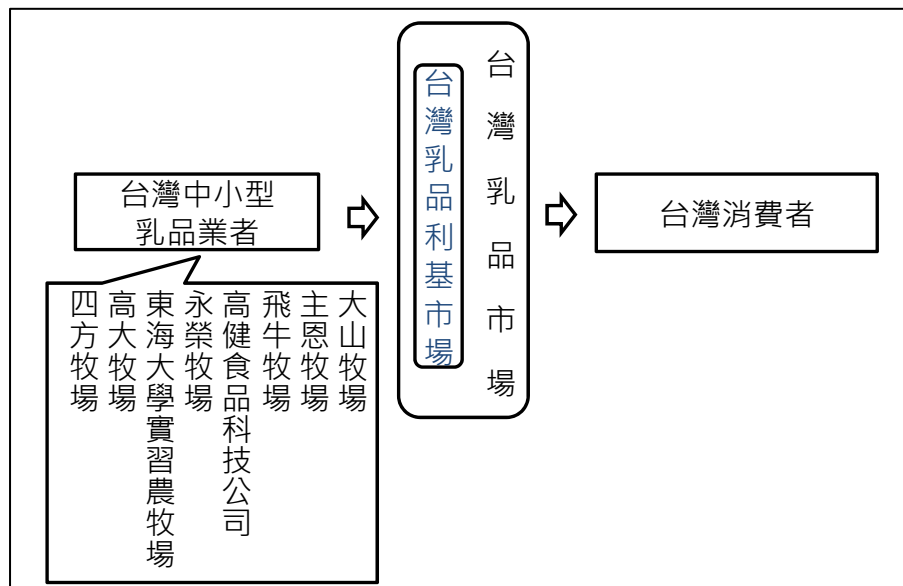 台灣中小型
乳品業者
大山牧場
主恩牧場
飛牛牧場
高健食品科技公司
永榮牧場
東海大學實習農牧場
高大牧場
四方牧場
台灣乳品市場
台灣乳品利基市場
台灣消費者